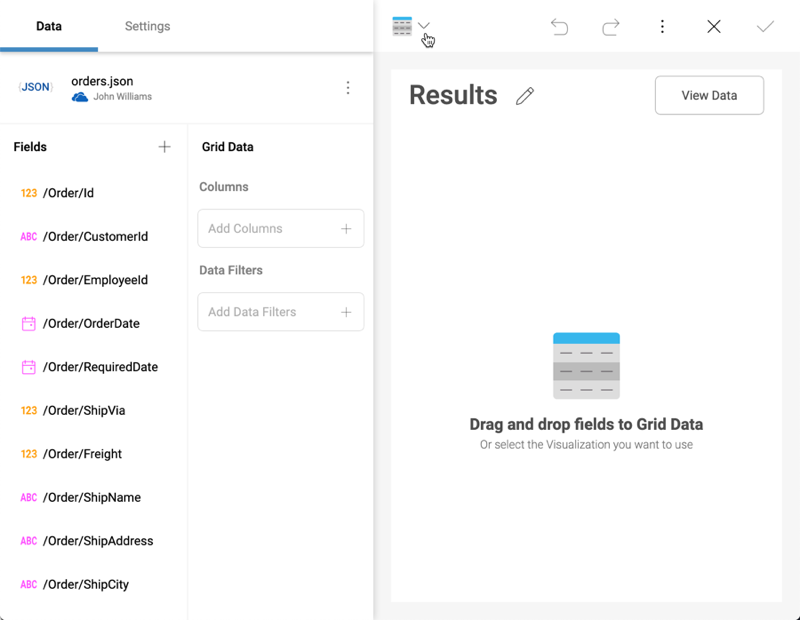 Data
Settings
{JSON}
orders.json
John Williams
Fields
123 /Order/Id
ABC /Order/CustomerId
123 /Order/EmployeeId
/Order/OrderDate
/Order/RequiredDate
123 /Order/ShipVia
123 /Order/Freight
ABC /Order/ShipName
ABC /Order/ShipAddress
ABC /Order/ShipCity
Grid Data
Columns
Add Columns
Data Filters
Add Data Filters
Results
View Data
Drag and drop fields to Grid Data
Or select the Visualization you want to use